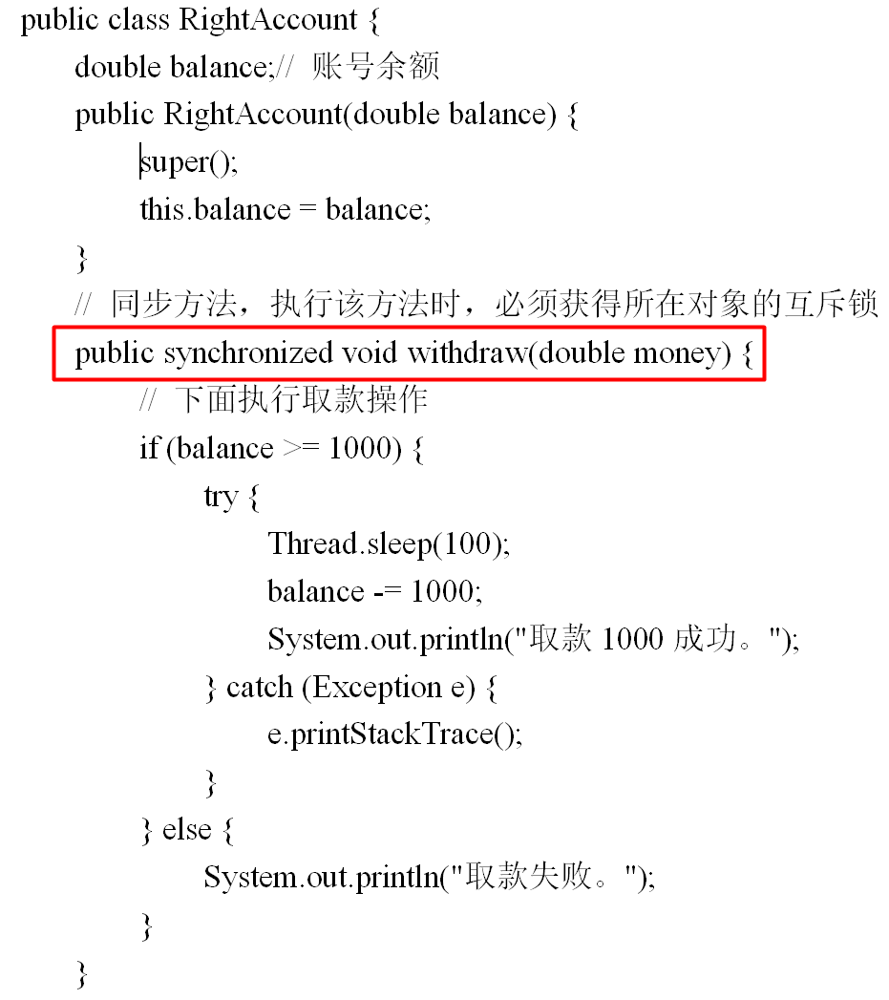 public class RightAccount {
double balance;// 账号余额
public RightAccount(double balance) {
super();
this.balance = balance;
}
// 同步方法，执行该方法时，必须获得所在对象的互斥锁
public synchronized void withdraw(double money) {
// 下面执行取款操作
if (balance >= 1000) {
try {
Thread.sleep(100);
balance -= 1000;
System.out.println("取款 1000 成功。");
} catch (Exception e) {
e.printStackTrace();
}
} else {
System.out.println("取款失败。");
}
}